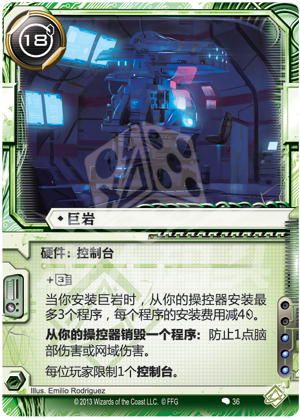 18
巨岩
硬件：控制台
+3
当你安装巨岩时，从你的操控器安装最
多3个程序，每个程序的安装费用减4。
从你的操控器销毁一个程序：防止1点脑
部伤害或网域伤害。
每位玩家限制1个控制台。
Illus. Emilio Rodriguez
© 2013 Wizards of the Coast LLC. © FFG
36